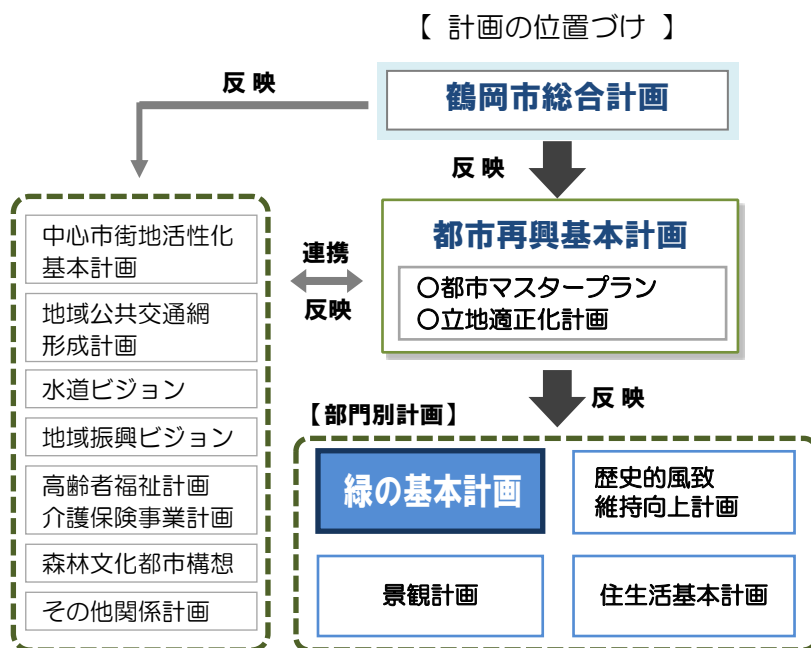 【 計画の位置づけ 】
反 映
鶴岡市総合計画
反 映
都市再興基本計画
〇都市マスタープラン
〇立地適正化計画
連携
反映
中心市街地活性化
基本計画
地域公共交通網
形成計画
水道ビジョン
地域振興ビジョン
高齢者福祉計画
介護保険事業計画
森林文化都市構想
その他関係計画
反 映
【部門別計画】
緑の基本計画
歴史的風致
維持向上計画
景観計画
住生活基本計画